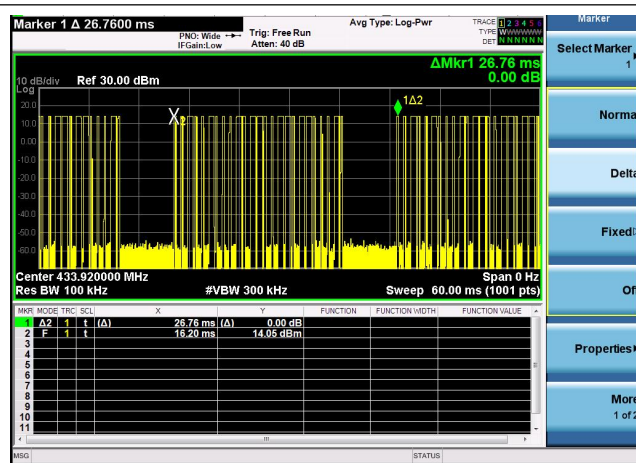 Marker 1 Δ 26.7600 ms
PNO: Wide
IFGain:Low
Trig: Free Run
Atten: 40 dB
Avg Type: Log-Pwr
TRACE 1 2 3 4 5 6
TYPE WWWWWW
DET N N N N N N
ΔMkr1 26.76 ms
0.00 dB
10 dB/div Ref 30.00 dBm
Log
20.0
10.0
0.00
-10.0
-20.0
-30.0
-40.0
-50.0
-60.0
X2
1Δ2
Center 433.920000 MHz
Span 0 Hz
Res BW 100 kHz
#VBW 300 kHz
Sweep 60.00 ms (1001 pts)
MKR MODE TRC SCL X Y FUNCTION FUNCTION WIDTH FUNCTION VALUE
1 Δ2 1 t (Δ) 26.76 ms (Δ) 0.00 dB
2 F 1 t 16.20 ms 14.05 dBm
3
4
5
6
7
8
9
10
11
MSG
STATUS
Marker
Select Marker
1
Norma
Delta
Fixed
Of
Properties
More
1 of 2